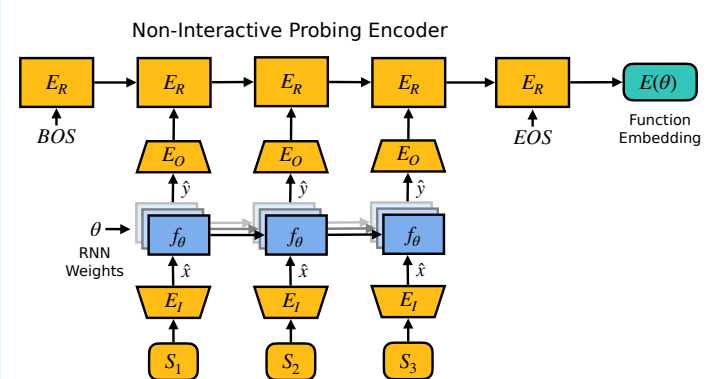 Non-Interactive Probing Encoder
E_R E_R E_R E_R E_R E(θ)
BOS EOS Function
Embedding
E_O E_O E_O
ŷ ŷ ŷ
θ f_θ f_θ f_θ
RNN
Weights
x̂ x̂ x̂
E_I E_I E_I
S_1 S_2 S_3